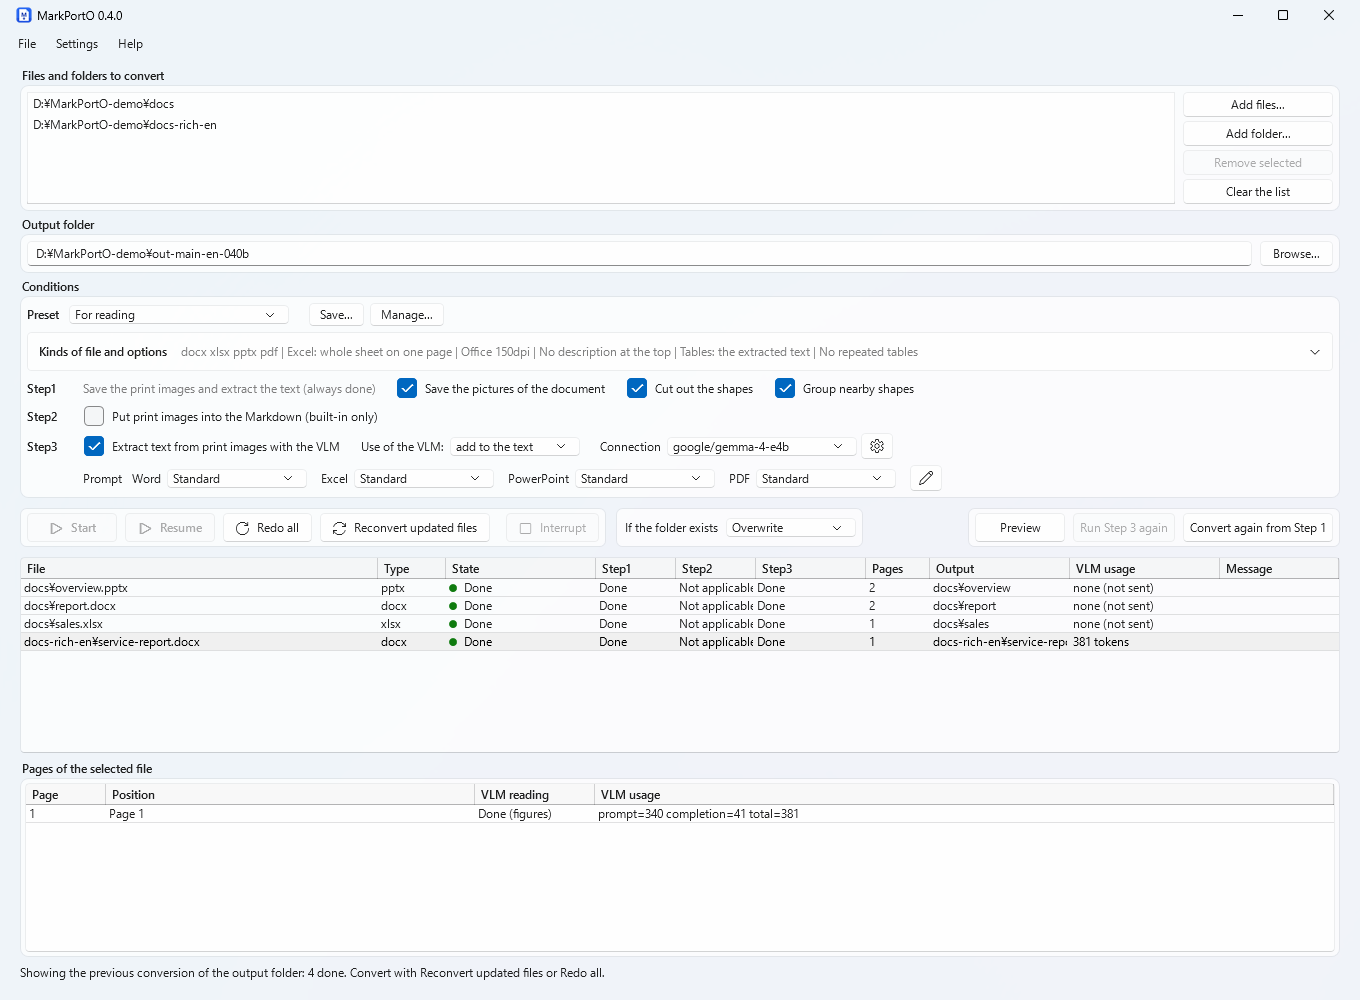 MarkPortO 0.4.0
File Settings Help
Files and folders to convert
D:¥MarkPortO-demo¥docs
D:¥MarkPortO-demo¥docs-rich-en
Add files...
Add folder...
Remove selected
Clear the list
Output folder
D:¥MarkPortO-demo¥out-main-en-040b
Browse...
Conditions
Preset For reading Save... Manage...
Kinds of file and options docx xlsx pptx pdf | Excel: whole sheet on one page | Office 150dpi | No description at the top | Tables: the extracted text | No repeated tables
Step1 Save the print images and extract the text (always done) Save the pictures of the document Cut out the shapes Group nearby shapes
Step2 Put print images into the Markdown (built-in only)
Step3 Extract text from print images with the VLM Use of the VLM: add to the text Connection google/gemma-4-e4b
Prompt Word Standard Excel Standard PowerPoint Standard PDF Standard
Start Resume Redo all Reconvert updated files Interrupt If the folder exists Overwrite Preview Run Step 3 again Convert again from Step 1
File Type State Step1 Step2 Step3 Pages Output VLM usage Message
docs¥overview.pptx pptx Done Done Not applicable Done 2 docs¥overview none (not sent)
docs¥report.docx docx Done Done Not applicable Done 2 docs¥report none (not sent)
docs¥sales.xlsx xlsx Done Done Not applicable Done 1 docs¥sales none (not sent)
docs-rich-en¥service-report.docx docx Done Done Not applicable Done 1 docs-rich-en¥service-rep 381 tokens
Pages of the selected file
Page Position VLM reading VLM usage
1 Page 1 Done (figures) prompt=340 completion=41 total=381
Showing the previous conversion of the output folder: 4 done. Convert with Reconvert updated files or Redo all.